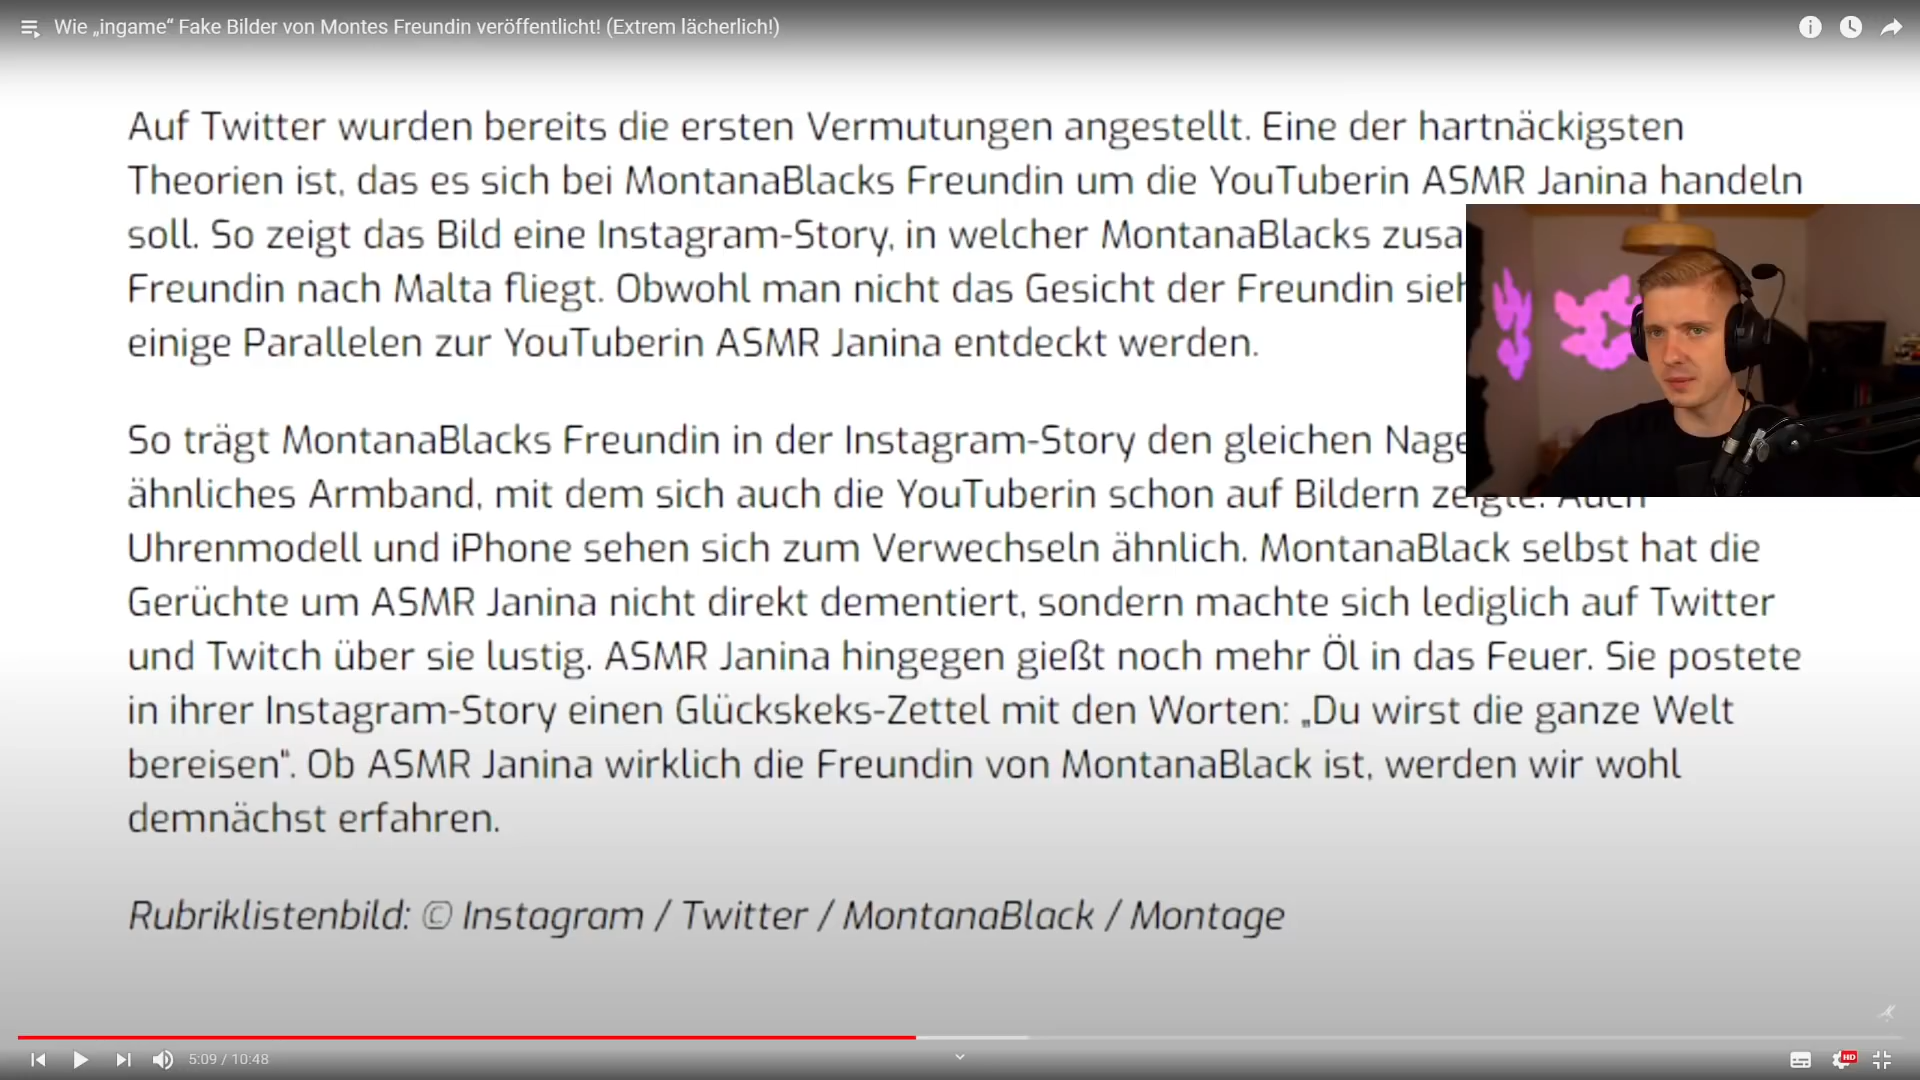 Wie „ingame“ Fake Bilder von Montes Freundin veröffentlicht! (Extrem lächerlich!)
Auf Twitter wurden bereits die ersten Vermutungen angestellt. Eine der hartnäckigsten
Theorien ist, das es sich bei MontanaBlacks Freundin um die YouTuberin ASMR Janina handeln
soll. So zeigt das Bild eine Instagram-Story, in welcher MontanaBlacks
Freundin nach Malta fliegt. Obwohl man nicht das Gesicht der Freundin
einige Parallelen zur YouTuberin ASMR Janina entdeckt werden.
So trägt MontanaBlacks Freundin in der Instagram-Story den gleichen
ähnliches Armband, mit dem sich auch die YouTuberin schon auf Bildern zeigte. Auch
Uhrenmodell und iPhone sehen sich zum Verwechseln ähnlich. MontanaBlack selbst hat die
Gerüchte um ASMR Janina nicht direkt dementiert, sondern machte sich lediglich auf Twitter
und Twitch über sie lustig. ASMR Janina hingegen gießt noch mehr Öl in das Feuer. Sie postete
in ihrer Instagram-Story einen Glückskeks-Zettel mit den Worten: „Du wirst die ganze Welt
bereisen“. Ob ASMR Janina wirklich die Freundin von MontanaBlack ist, werden wir wohl
demnächst erfahren.
Rubriklistenbild: © Instagram / Twitter / MontanaBlack / Montage
5:09 / 10:48
HD